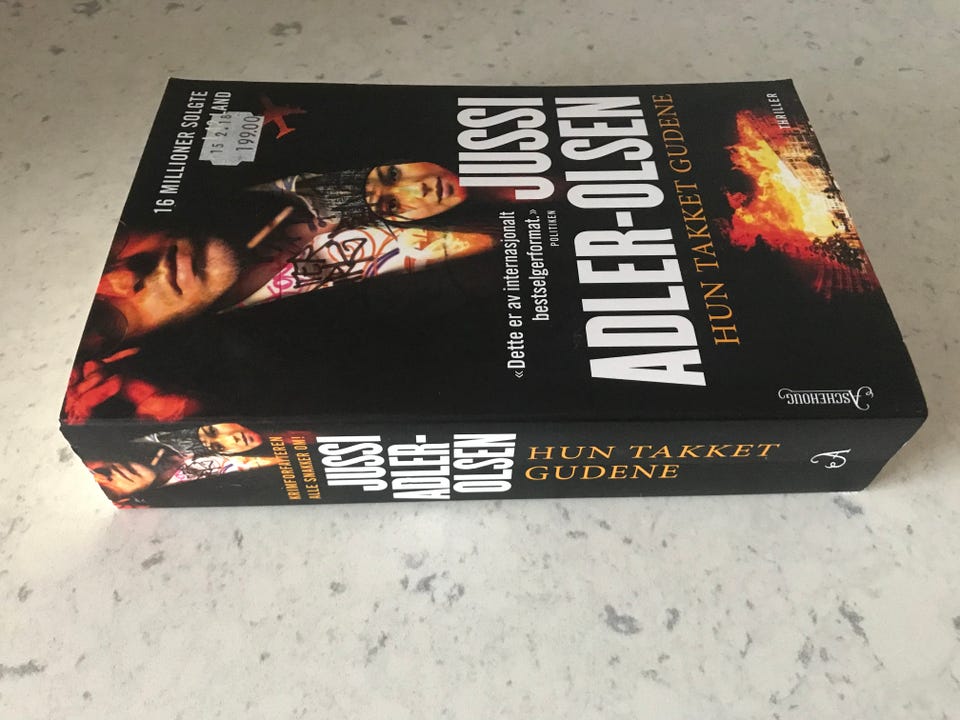 16 MILLIONER SOLGTE
LAND
15 2.18
199.00
JUSSI
ADLER-OLSEN
HUN TAKKET GUDENE
THRILLER
«Dette er av internasjonalt
bestselgerformat.»
POLITIKEN
ASCHEHOUG
KRIMFORFATTEREN
ALLE SNAKKER OM!
JUSSI
ADLER-
OLSEN
HUN TAKKET
GUDENE
A